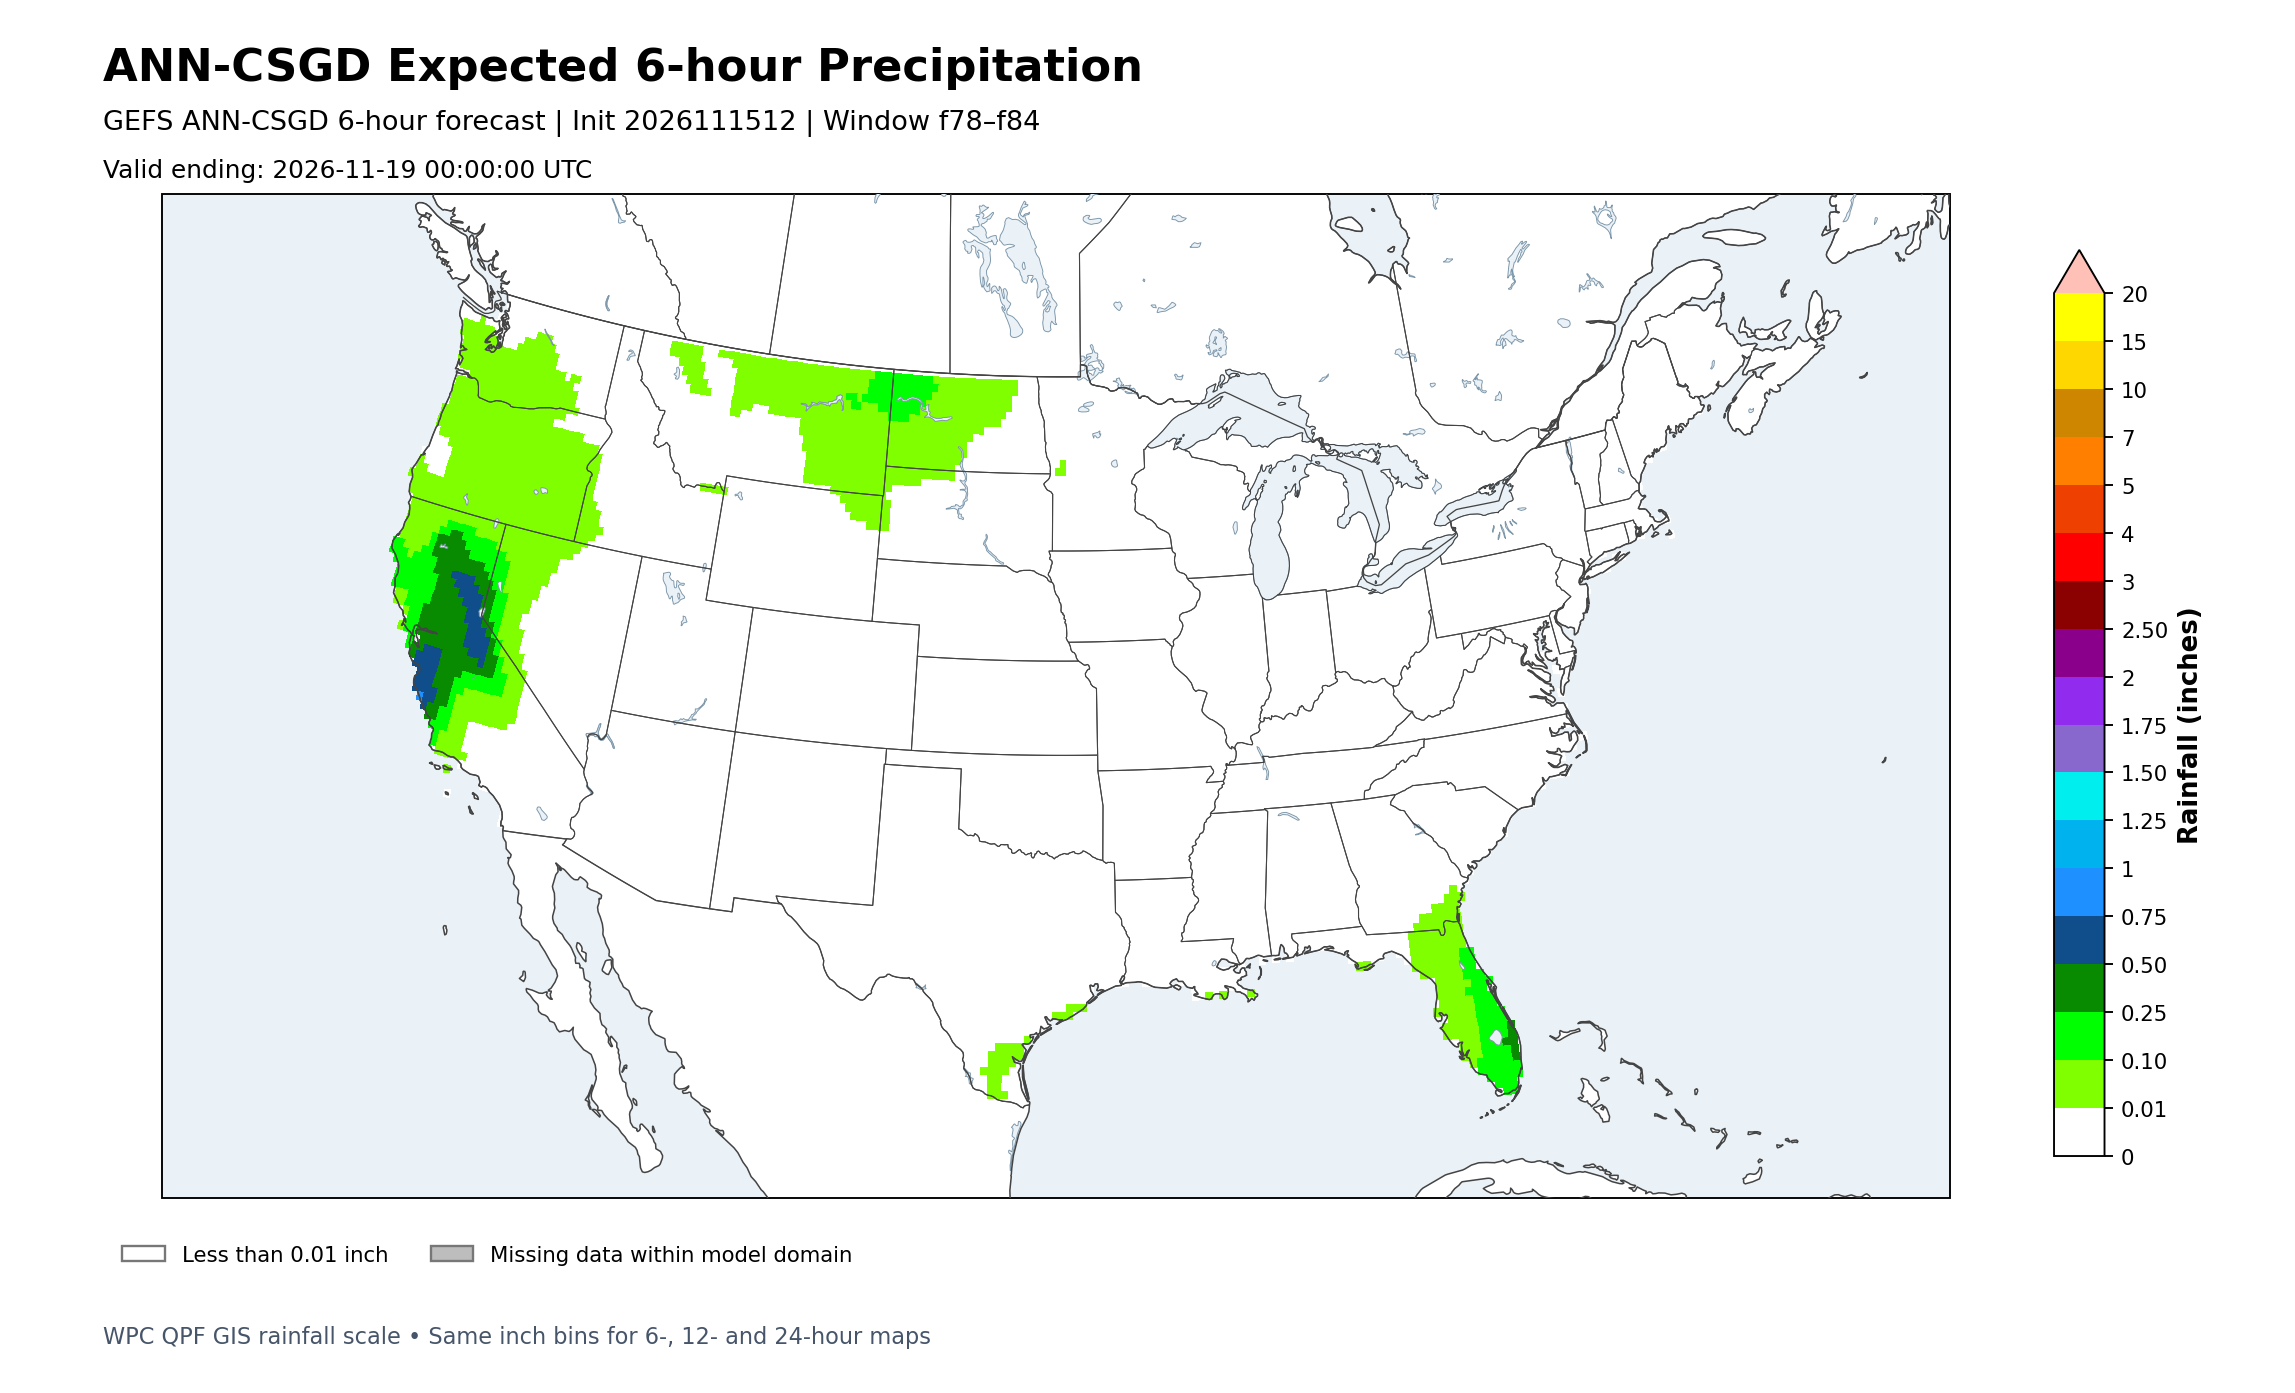 ANN-CSGD Expected 6-hour Precipitation
GEFS ANN-CSGD 6-hour forecast | Init 2026111512 | Window f78–f84
Valid ending: 2026-11-19 00:00:00 UTC
20
15
10
7
5
4
3
2.50
2
1.75
1.50
1.25
1
0.75
0.50
0.25
0.10
0.01
0
Rainfall (inches)
Less than 0.01 inch
Missing data within model domain
WPC QPF GIS rainfall scale • Same inch bins for 6-, 12- and 24-hour maps